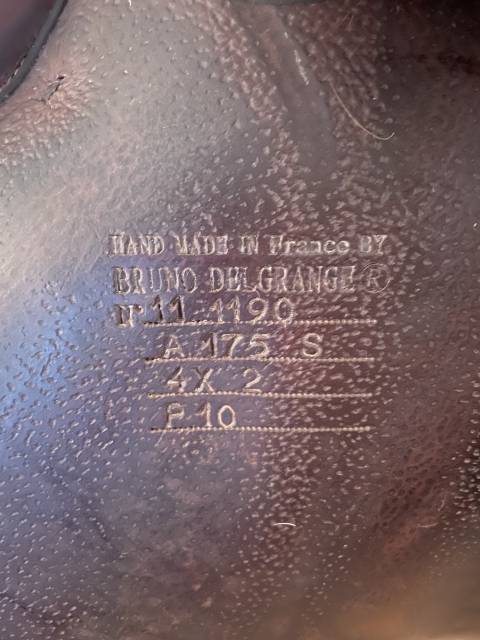 HAND MADE IN France BY
BRUNO DELGRANGE ®
N° 11 1190
A 175 S
4X 2
P 10